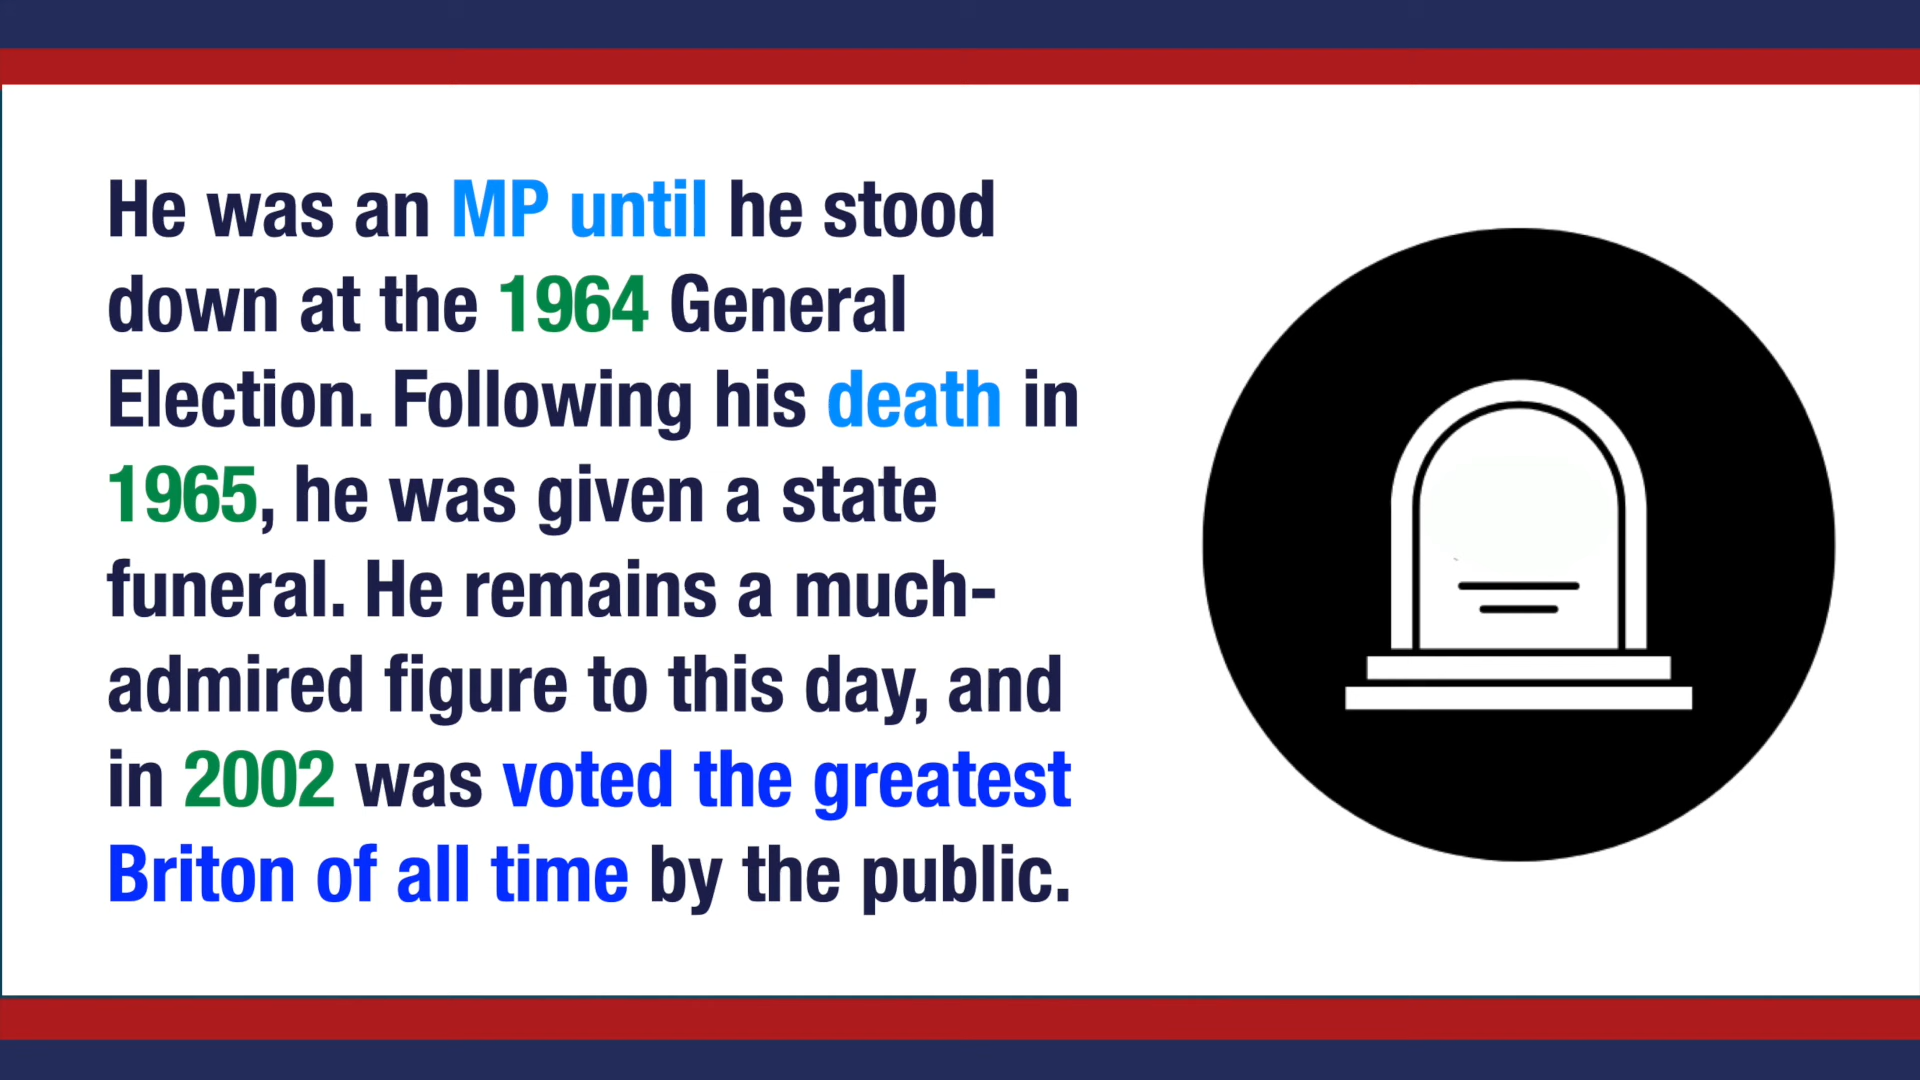 He was an MP until he stood
down at the 1964 General
Election. Following his death in
1965, he was given a state
funeral. He remains a much-
admired figure to this day, and
in 2002 was voted the greatest
Briton of all time by the public.